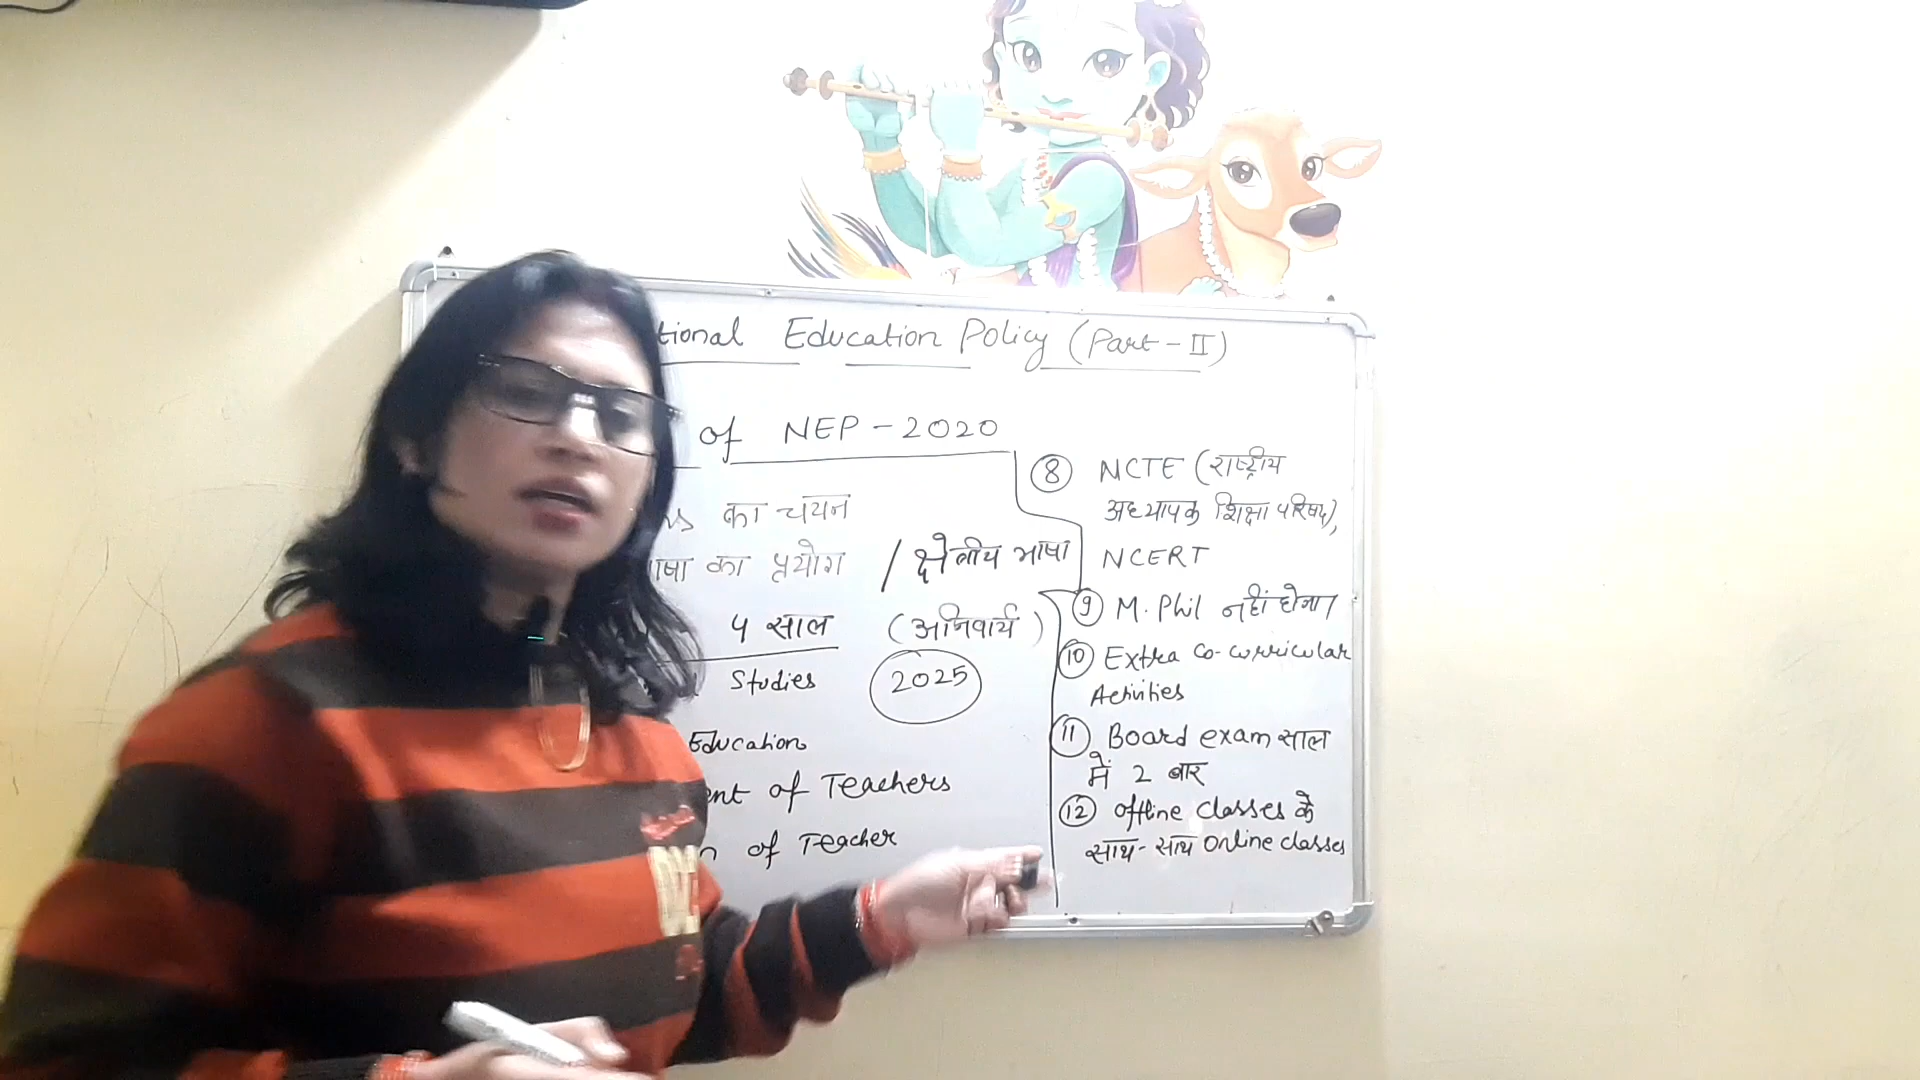 tional Education Policy (Part-II)
of NEP-2020
का चयन
का प्रयोग / क्षेत्रीय भाषा
4 साल (अनिवार्य)
Studies 2025
Education
of Teachers
of Teacher
8 NCTE (राष्ट्रीय
अध्यापक शिक्षा परिषद),
NCERT
9 M.Phil नहीं होगा।
10 Extra Co-curricular
Activities
11 Board exam साल
में 2 बार
12 offline classes के
साथ-साथ online classes